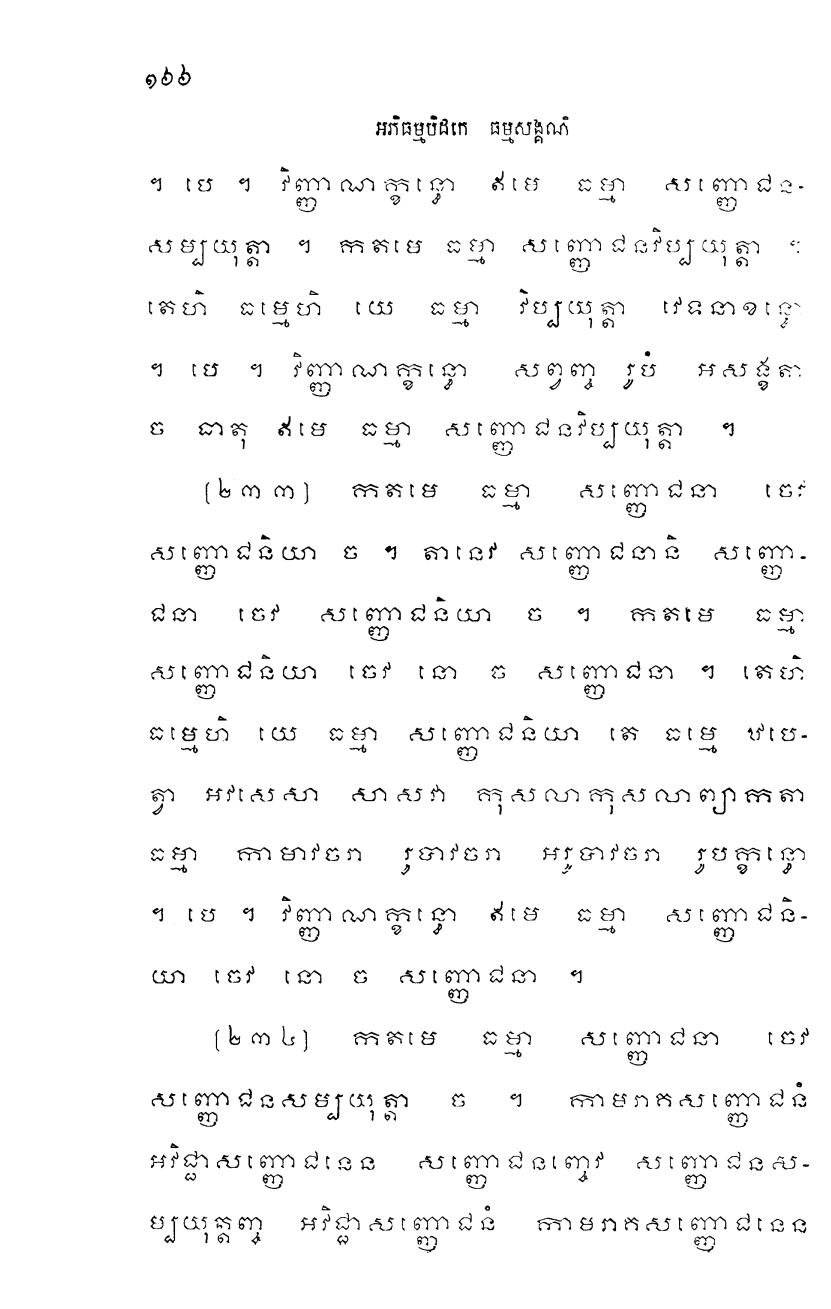 ១៦៦
អភិធម្មបិដកេ ធម្មសង្គណិ
។ បេ ។ វិញ្ញាណក្ខន្ធោ ឥមេ ធម្មា សញ្ញោជន-
សម្បយុត្តា ។ កតមេ ធម្មា សញ្ញោជនវិប្បយុត្តា ។
តេហិ ធម្មេហិ យេ ធម្មា វិប្បយុត្តា វេទនាខន្ធោ
។ បេ ។ វិញ្ញាណក្ខន្ធោ សព្វញ្ច រូបំ អសង្ខតា
ច ធាតុ ឥមេ ធម្មា សញ្ញោជនវិប្បយុត្តា ។
(២៣៣) កតមេ ធម្មា សញ្ញោជនា ចេវ
សញ្ញោជនិយា ច ។ តានេវ សញ្ញោជនានិ សញ្ញោ-
ជនា ចេវ សញ្ញោជនិយា ច ។ កតមេ ធម្មា
សញ្ញោជនិយា ចេវ នោ ច សញ្ញោជនា ។ តេហិ
ធម្មេហិ យេ ធម្មា សញ្ញោជនិយា តេ ធម្មេ ឋបេ-
ត្វា អវសេសា សាសវា កុសលាកុសលាព្យាកតា
ធម្មា កាមាវចរា រូបាវចរា អរូបាវចរា រូបក្ខន្ធោ
។ បេ ។ វិញ្ញាណក្ខន្ធោ ឥមេ ធម្មា សញ្ញោជនិ-
យា ចេវ នោ ច សញ្ញោជនា ។
(២៣៤) កតមេ ធម្មា សញ្ញោជនា ចេវ
សញ្ញោជនសម្បយុត្តា ច ។ កាមរាគសញ្ញោជនំ
អវិជ្ជាសញ្ញោជនេន សញ្ញោជនញ្ចេវ សញ្ញោជនស-
ម្បយុត្តញ្ច អវិជ្ជាសញ្ញោជនំ កាមរាគសញ្ញោជនេន